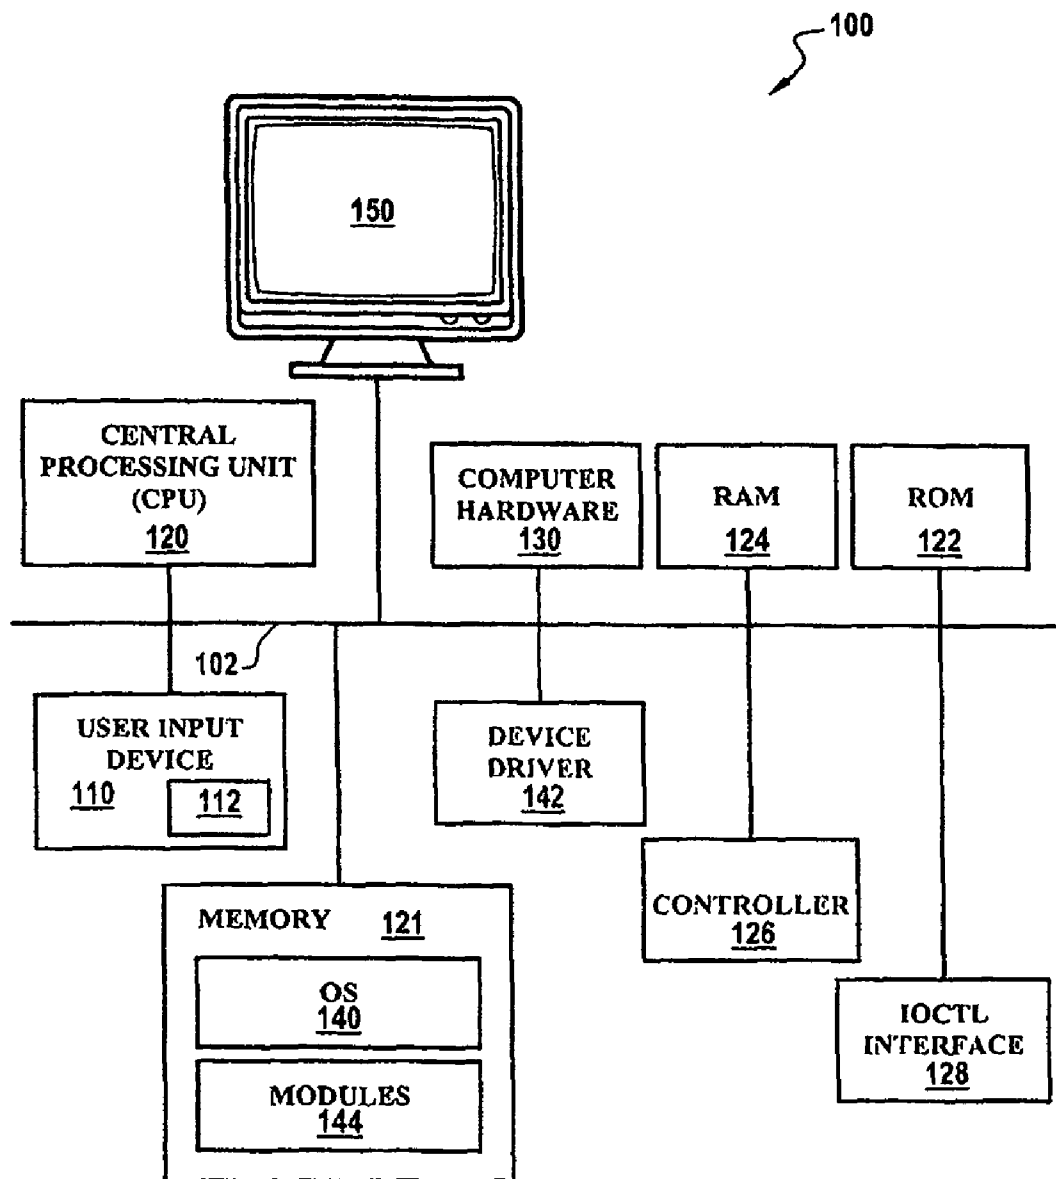 100
150
CENTRAL
PROCESSING UNIT
(CPU)
120
COMPUTER
HARDWARE
130
RAM
124
ROM
122
102
USER INPUT
DEVICE
110
112
DEVICE
DRIVER
142
CONTROLLER
126
MEMORY 121
OS
140
MODULES
144
IOCTL
INTERFACE
128